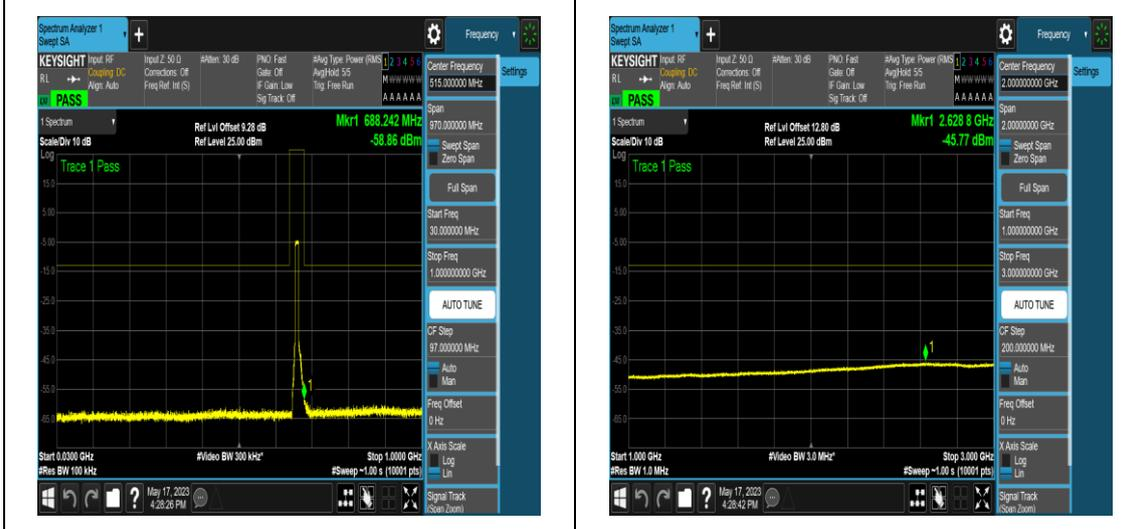 Spectrum Analyzer 1
Swept SA
Frequency
KEYSIGHT
Input: RF
Input Z: 50 Ω
#Atten: 30 dB
PNO: Fast
#Avg Type: Power (RMS
1 2 3 4 5 6
RL
Coupling: DC
Corrections: Off
Gate: Off
Avg|Hold: 5/5
M W W W W W
Align: Auto
Freq Ref: Int (S)
IF Gain: Low
Trig: Free Run
Sig Track: Off
A A A A A A
PASS
Center Frequency
515.000000 MHz
Settings
1 Spectrum
Ref Lvl Offset 9.28 dB
Mkr1 688.242 MHz
Scale/Div 10 dB
Ref Level 25.00 dBm
-58.86 dBm
Log
Trace 1 Pass
15.0
5.00
-5.00
-15.0
-25.0
-35.0
-45.0
-55.0
-65.0
1
Span
970.000000 MHz
Swept Span
Zero Span
Full Span
Start Freq
30.000000 MHz
Stop Freq
1.000000000 GHz
AUTO TUNE
CF Step
97.000000 MHz
Auto
Man
Freq Offset
0 Hz
X Axis Scale
Log
Lin
Signal Track
(Span Zoom)
Start 0.0300 GHz
#Video BW 300 kHz*
Stop 1.0000 GHz
#Res BW 100 kHz
#Sweep ~1.00 s (10001 pts)
May 17, 2023
4:28:26 PM
Spectrum Analyzer 1
Swept SA
Frequency
KEYSIGHT
Input: RF
Input Z: 50 Ω
#Atten: 30 dB
PNO: Fast
#Avg Type: Power (RMS
1 2 3 4 5 6
RL
Coupling: DC
Corrections: Off
Gate: Off
Avg|Hold: 5/5
M W W W W W
Align: Auto
Freq Ref: Int (S)
IF Gain: Low
Trig: Free Run
Sig Track: Off
A A A A A A
PASS
Center Frequency
2.000000000 GHz
Settings
1 Spectrum
Ref Lvl Offset 12.80 dB
Mkr1 2.628 8 GHz
Scale/Div 10 dB
Ref Level 25.00 dBm
-45.77 dBm
Log
Trace 1 Pass
15.0
5.00
-5.00
-15.0
-25.0
-35.0
-45.0
-55.0
-65.0
1
Span
2.00000000 GHz
Swept Span
Zero Span
Full Span
Start Freq
1.000000000 GHz
Stop Freq
3.000000000 GHz
AUTO TUNE
CF Step
200.000000 MHz
Auto
Man
Freq Offset
0 Hz
X Axis Scale
Log
Lin
Signal Track
(Span Zoom)
Start 1.000 GHz
#Video BW 3.0 MHz*
Stop 3.000 GHz
#Res BW 1.0 MHz
#Sweep ~1.00 s (10001 pts)
May 17, 2023
4:28:42 PM